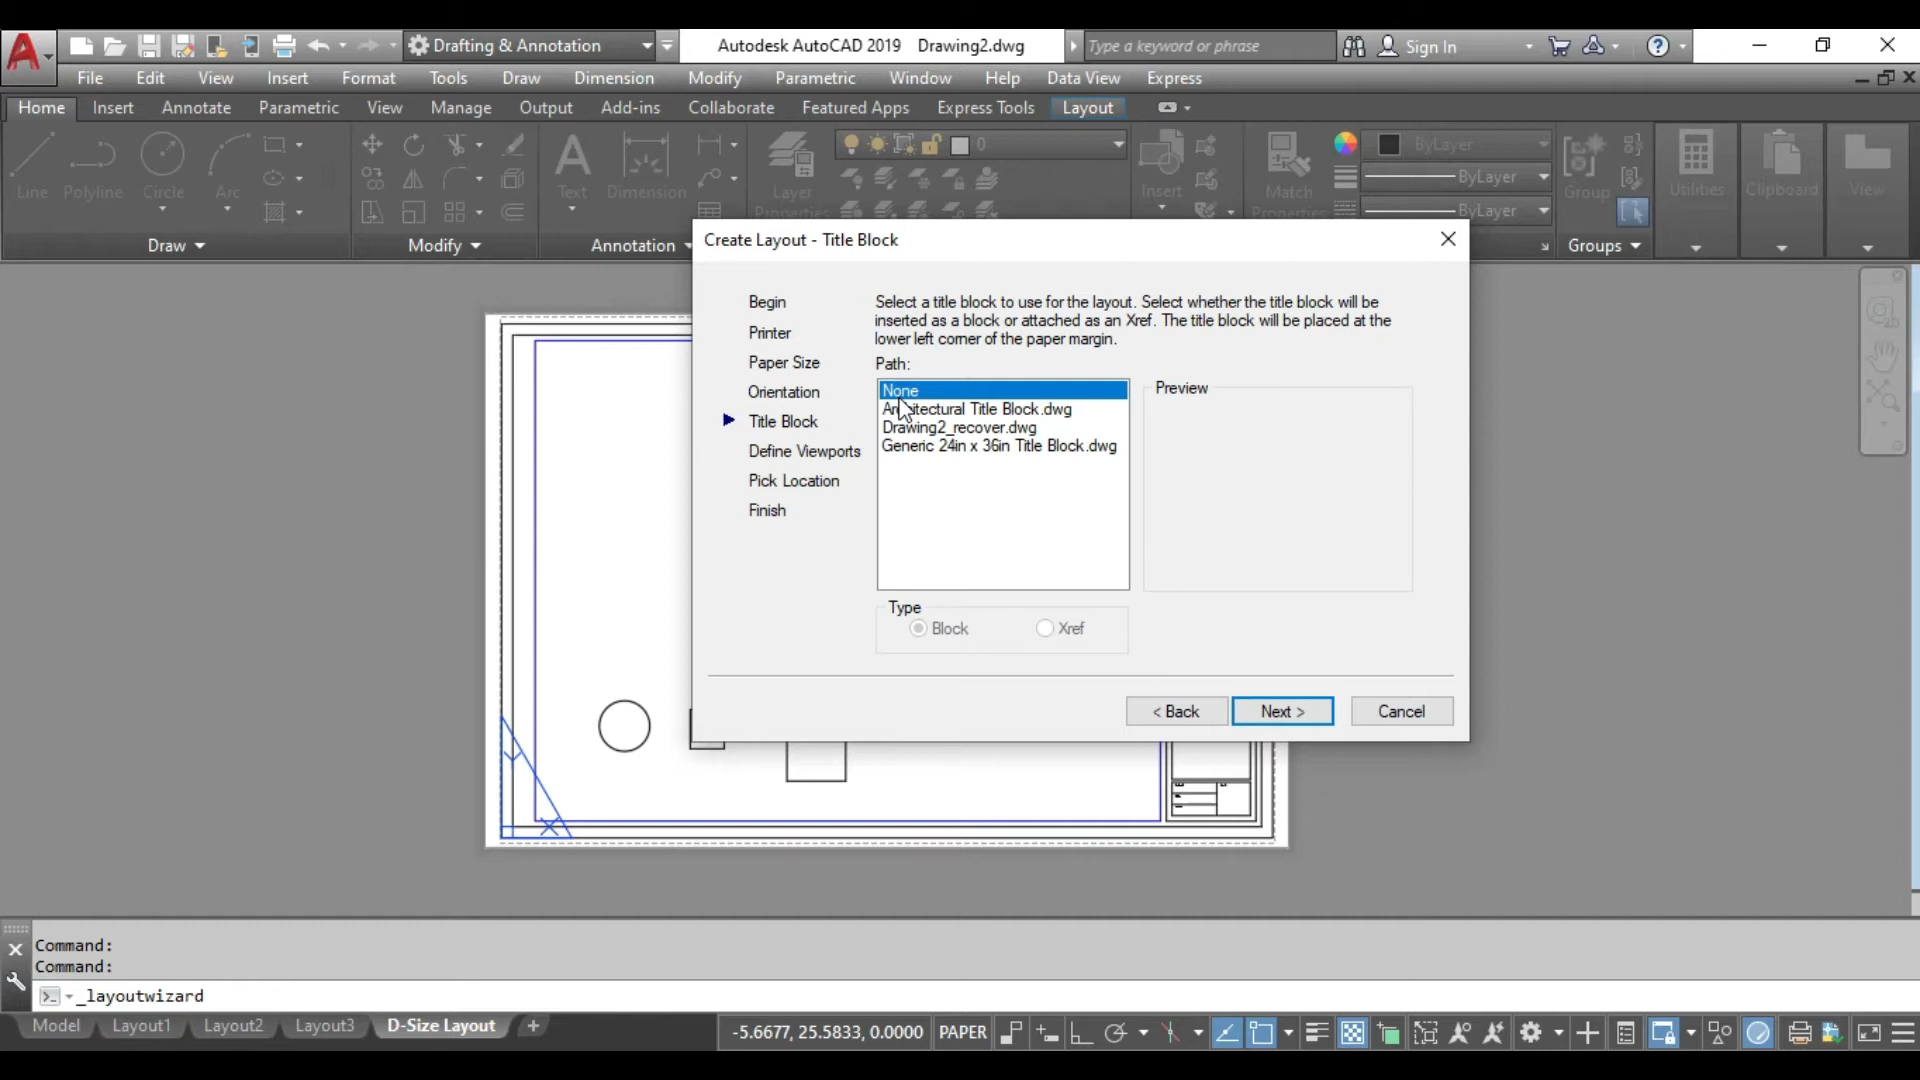 Drafting & Annotation
Autodesk AutoCAD 2019 Drawing2.dwg
Type a keyword or phrase
Sign In
File Edit View Insert Format Tools Draw Dimension Modify Parametric Window Help Data View Express
Home Insert Annotate Parametric View Manage Output Add-ins Collaborate Featured Apps Express Tools Layout
0
ByLayer
Line Polyline Circle Arc
Text Dimension
Layer
Properties
Insert
Match
Properties
ByLayer
ByLayer
Group
Utilities
Clipboard
View
Draw
Modify
Annotation
Groups
Create Layout - Title Block
Begin
Printer
Paper Size
Orientation
Title Block
Define Viewports
Pick Location
Finish
Select a title block to use for the layout. Select whether the title block will be
inserted as a block or attached as an Xref. The title block will be placed at the
lower left corner of the paper margin.
Path:
None
Architectural Title Block.dwg
Drawing2_recover.dwg
Generic 24in x 36in Title Block.dwg
Preview
Type
Block
Xref
< Back
Next >
Cancel
Command:
Command:
_layoutwizard
Model Layout1 Layout2 Layout3 D-Size Layout +
-5.6677, 25.5833, 0.0000 PAPER